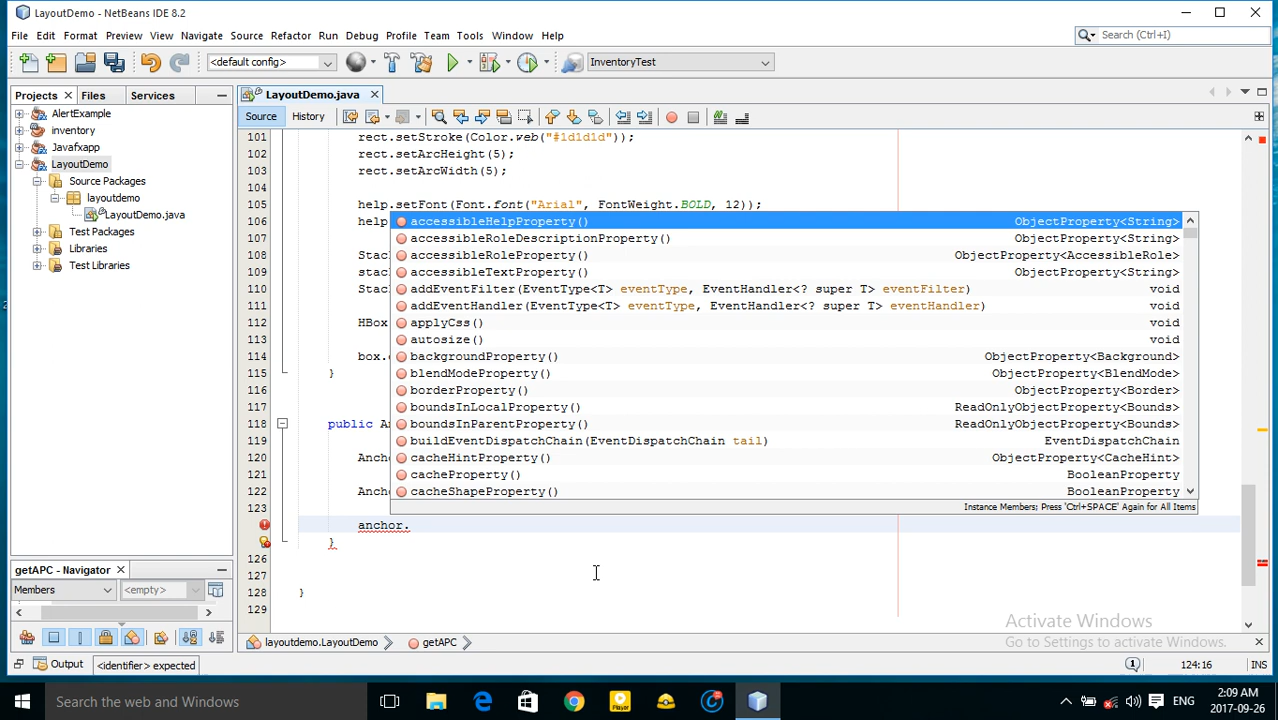 LayoutDemo - NetBeans IDE 8.2
File Edit Format Preview View Navigate Source Refactor Run Debug Profile Team Tools Window Help
Search (Ctrl+I)
<default config>
InventoryTest
Projects Files Services
LayoutDemo.java
AlertExample
inventory
Javafxapp
LayoutDemo
Source Packages
layoutdemo
LayoutDemo.java
Test Packages
Libraries
Test Libraries
Source History
101 rect.setStroke(Color.web("#1d1d1d"));
102 rect.setArcHeight(5);
103 rect.setArcWidth(5);
104
105 help.setFont(Font.font("Arial", FontWeight.BOLD, 12));
106 help
107
108 Stac
109 stac
110 Stac
111
112 HBox
113
114 box.
115 }
116
117
118 public An
119
120 Ancho
121
122 Ancho
123
anchor.
}
126
127
128 }
129
accessibleHelpProperty() ObjectProperty<String>
accessibleRoleDescriptionProperty() ObjectProperty<String>
accessibleRoleProperty() ObjectProperty<AccessibleRole>
accessibleTextProperty() ObjectProperty<String>
addEventFilter(EventType<T> eventType, EventHandler<? super T> eventFilter) void
addEventHandler(EventType<T> eventType, EventHandler<? super T> eventHandler) void
applyCss() void
autosize() void
backgroundProperty() ObjectProperty<Background>
blendModeProperty() ObjectProperty<BlendMode>
borderProperty() ObjectProperty<Border>
boundsInLocalProperty() ReadOnlyObjectProperty<Bounds>
boundsInParentProperty() ReadOnlyObjectProperty<Bounds>
buildEventDispatchChain(EventDispatchChain tail) EventDispatchChain
cacheHintProperty() ObjectProperty<CacheHint>
cacheProperty() BooleanProperty
cacheShapeProperty() BooleanProperty
Instance Members; Press 'Ctrl+SPACE' Again for All Items
getAPC - Navigator
Members <empty>
layoutdemo.LayoutDemo getAPC
Activate Windows
Go to Settings to activate Windows.
Output <identifier> expected
1 124:16 INS
Search the web and Windows
Player
ENG
2:09 AM
2017-09-26